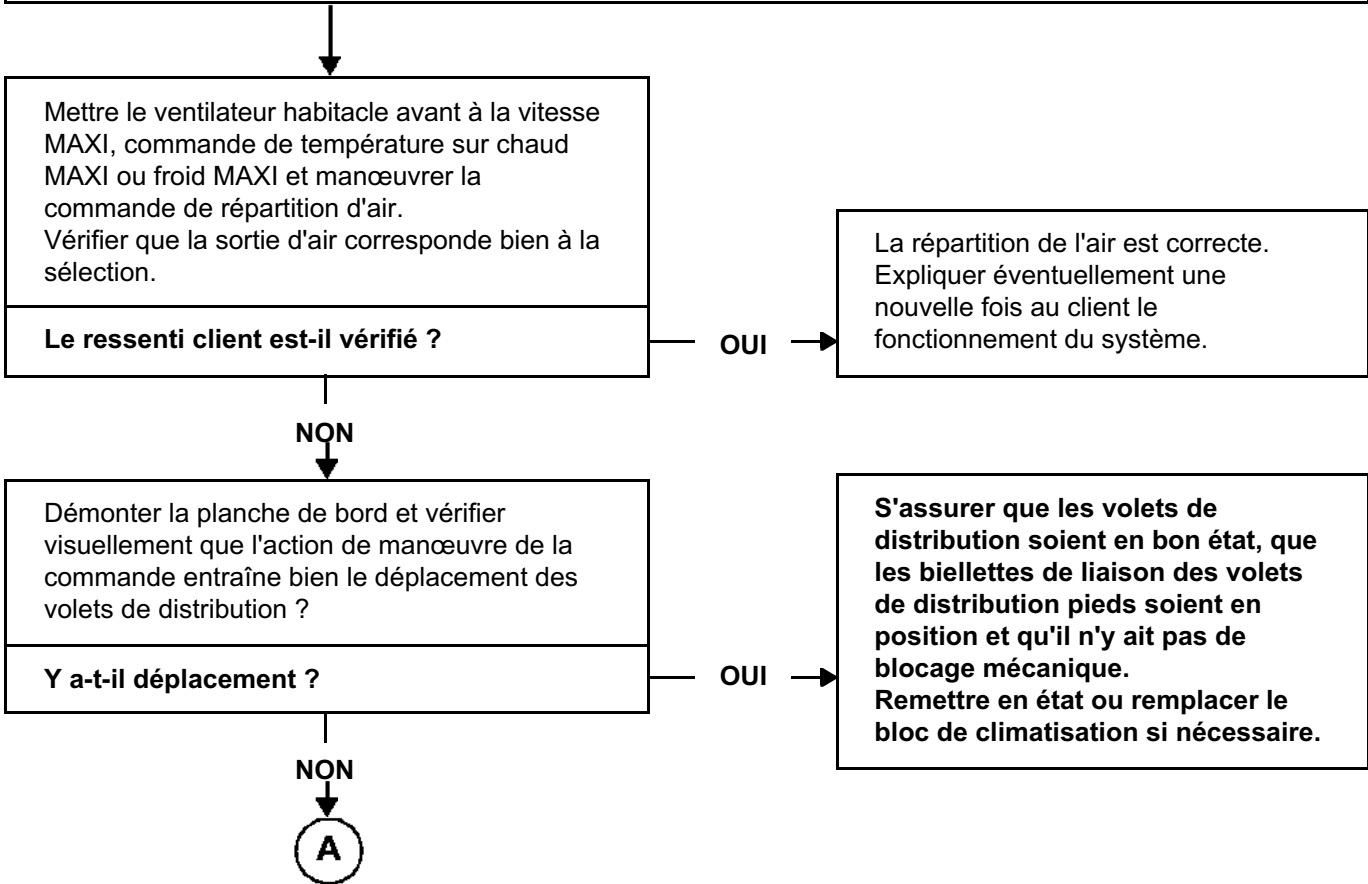 Mettre le ventilateur habitacle avant à la vitesse
MAXI, commande de température sur chaud
MAXI ou froid MAXI et manœuvrer la
commande de répartition d'air.
Vérifier que la sortie d'air corresponde bien à la
sélection.
Le ressenti client est-il vérifié ?
OUI
La répartition de l'air est correcte.
Expliquer éventuellement une
nouvelle fois au client le
fonctionnement du système.
NON
Démonter la planche de bord et vérifier
visuellement que l'action de manœuvre de la
commande entraîne bien le déplacement des
volets de distribution ?
Y a-t-il déplacement ?
OUI
S'assurer que les volets de
distribution soient en bon état, que
les biellettes de liaison des volets
de distribution pieds soient en
position et qu'il n'y ait pas de
blocage mécanique.
Remettre en état ou remplacer le
bloc de climatisation si nécessaire.
NON
A